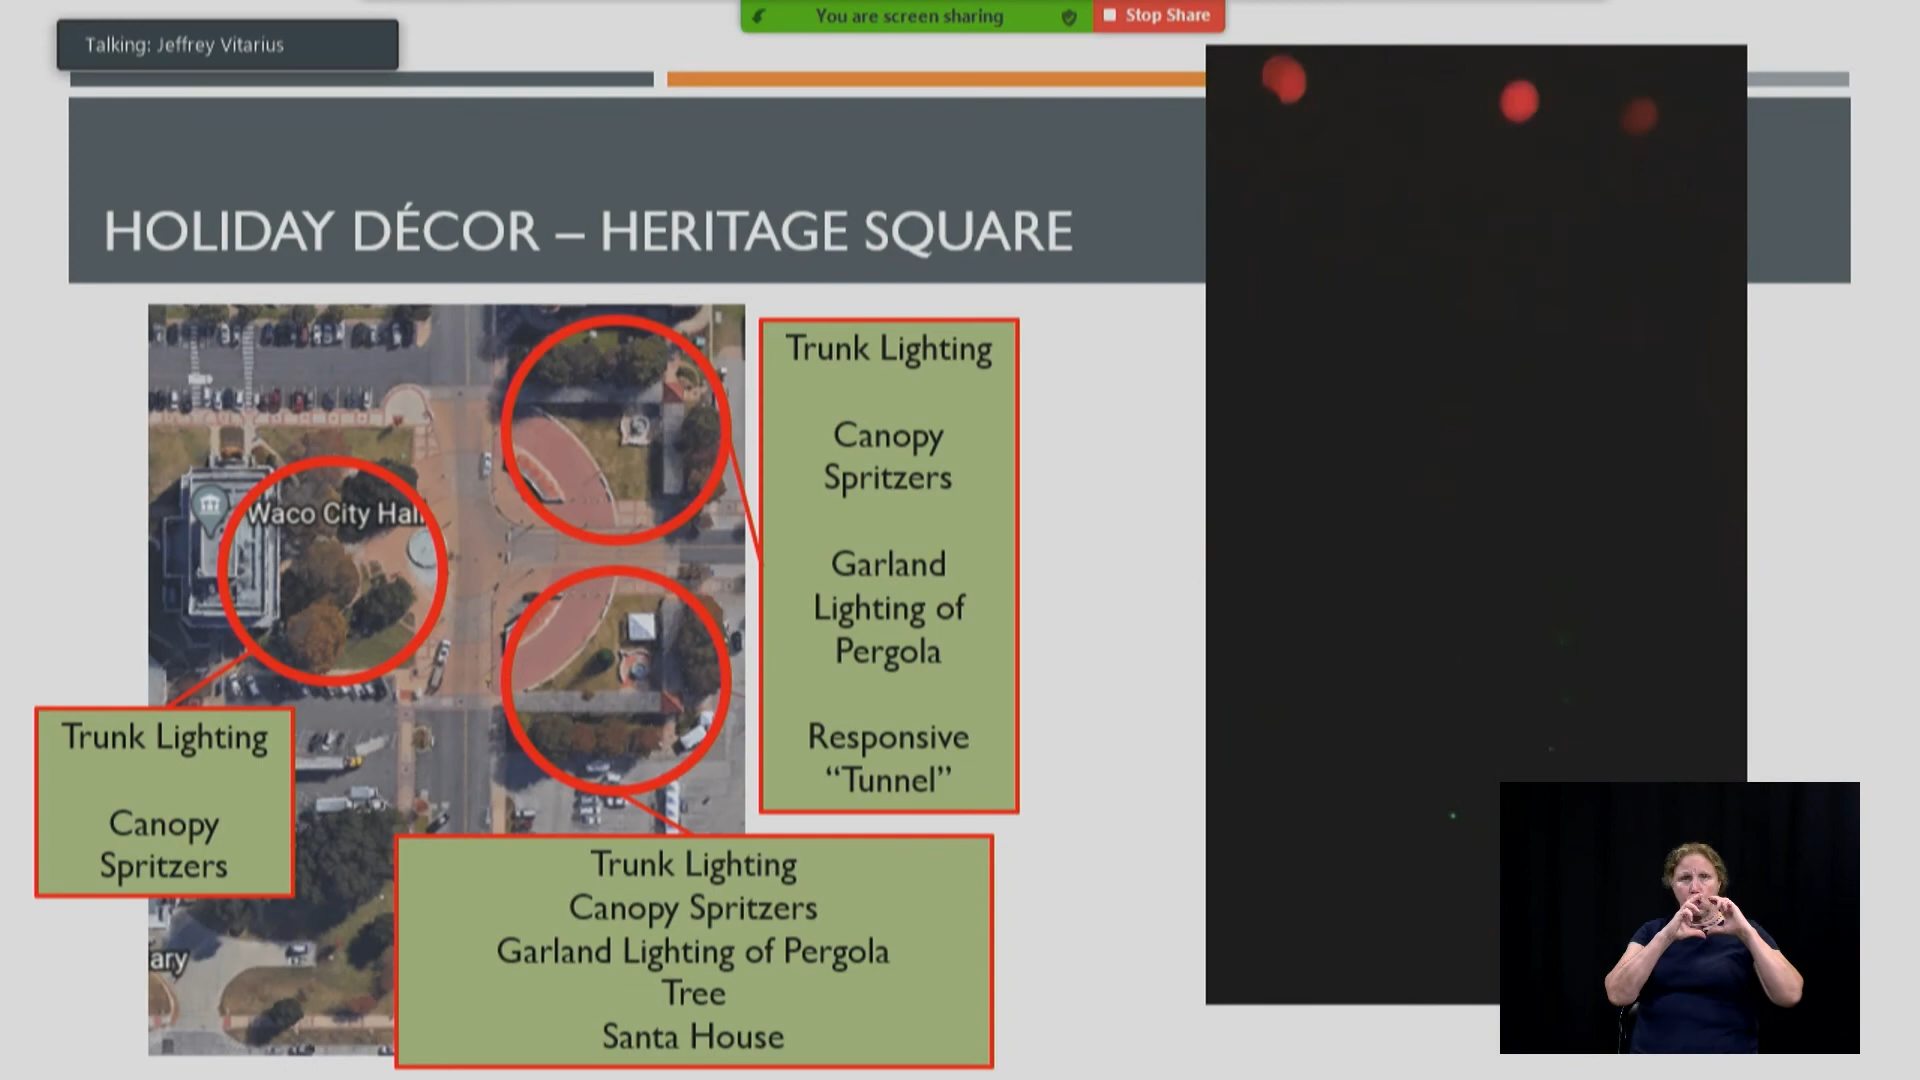 You are screen sharing
Stop Share
Talking: Jeffrey Vitarius
HOLIDAY DÉCOR – HERITAGE SQUARE
Waco City Hall
Trunk Lighting
Canopy
Spritzers
Garland
Lighting of
Pergola
Responsive
“Tunnel”
Trunk Lighting
Canopy
Spritzers
ary
Trunk Lighting
Canopy Spritzers
Garland Lighting of Pergola
Tree
Santa House